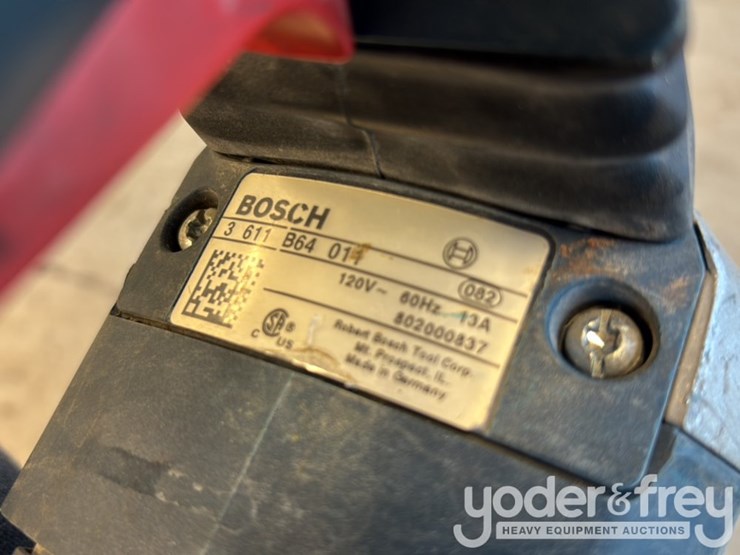 BOSCH
3 611 B64 014
082
120V~ 60Hz 13A
802000837
Robert Bosch Tool Corp.
Mt. Prospect, IL.
Made in Germany
C US
yoder&frey
HEAVY EQUIPMENT AUCTIONS